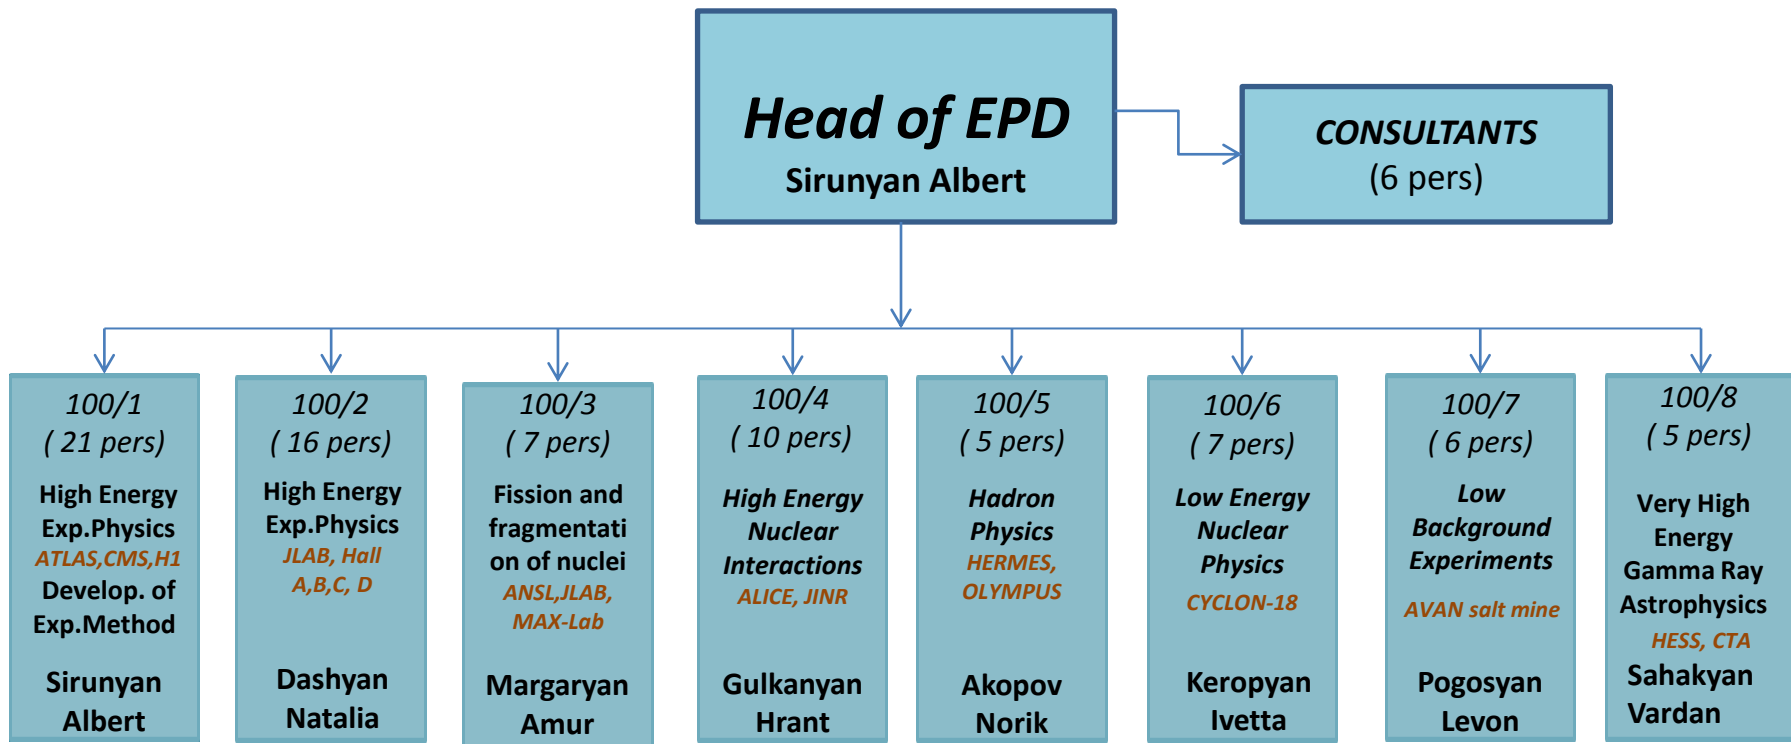 Head of EPD
Sirunyan Albert
CONSULTANTS
(6 pers)
100/1
( 21 pers)
High Energy
Exp.Physics
ATLAS,CMS,H1
Develop. of
Exp.Method
Sirunyan
Albert
100/2
( 16 pers)
High Energy
Exp.Physics
JLAB, Hall
A,B,C, D
Dashyan
Natalia
100/3
( 7 pers)
Fission and
fragmentati
on of nuclei
ANSL,JLAB,
MAX-Lab
Margaryan
Amur
100/4
( 10 pers)
High Energy
Nuclear
Interactions
ALICE, JINR
Gulkanyan
Hrant
100/5
( 5 pers)
Hadron
Physics
HERMES,
OLYMPUS
Akopov
Norik
100/6
( 7 pers)
Low Energy
Nuclear
Physics
CYCLON-18
Keropyan
Ivetta
100/7
( 6 pers)
Low
Background
Experiments
AVAN salt mine
Pogosyan
Levon
100/8
( 5 pers)
Very High
Energy
Gamma Ray
Astrophysics
HESS, CTA
Sahakyan
Vardan